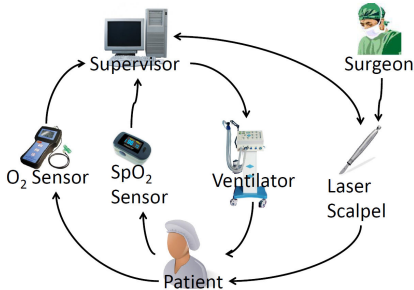 Supervisor
Surgeon
O₂ Sensor
SpO₂
Sensor
Ventilator
Laser
Scalpel
Patient